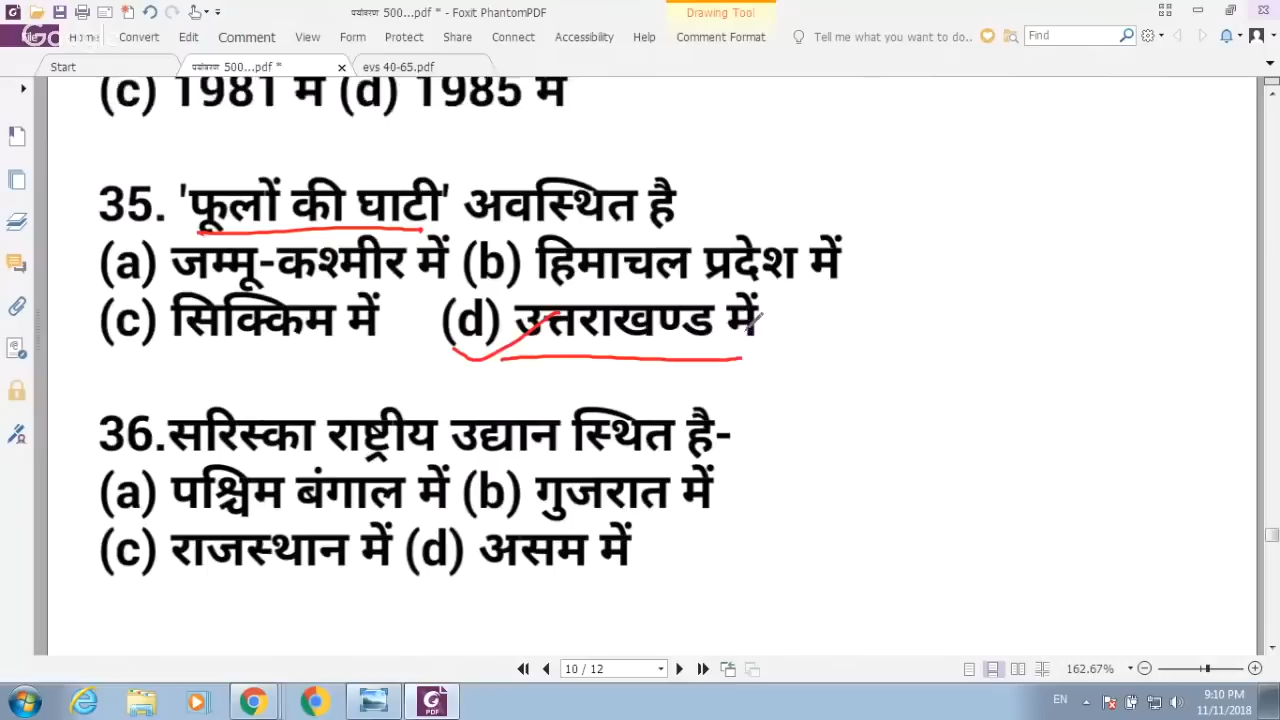 पर्यावरण 500...pdf * - Foxit PhantomPDF
Drawing Tool
Home Convert Edit Comment View Form Protect Share Connect Accessibility Help Comment Format Tell me what you want to do.. Find
Start पर्यावरण 500...pdf * evs 40-65.pdf
(c) 1981 में (d) 1985 में
35. 'फूलों की घाटी' अवस्थित है
(a) जम्मू-कश्मीर में (b) हिमाचल प्रदेश में
(c) सिक्किम में (d) उत्तराखण्ड में
36.सरिस्का राष्ट्रीय उद्यान स्थित है-
(a) पश्चिम बंगाल में (b) गुजरात में
(c) राजस्थान में (d) असम में
10 / 12 162.67%
EN 9:10 PM
11/11/2018